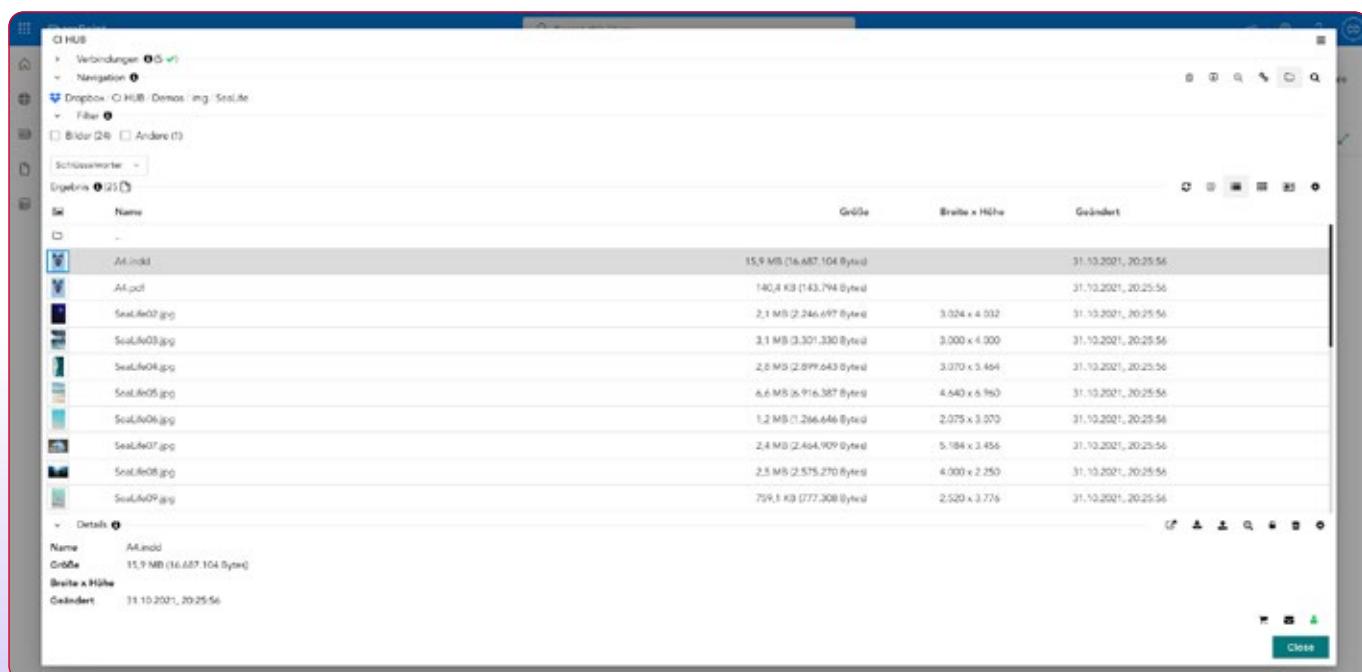 SharePoint
CI HUB
Verbindungen (5 ✓)
Navigation
Dropbox / CI HUB / Demos / img / SeaLife
Filter
Bilder (24) Andere (1)
Schlüsselwörter
Ergebnis (25)
Name Größe Breite x Höhe Geändert
..
A4.indd 15,9 MB (16.687.104 Bytes) 31.10.2021, 20:25:56
A4.pdf 140,4 KB (143.794 Bytes) 31.10.2021, 20:25:56
SeaLife02.jpg 2,1 MB (2.246.697 Bytes) 3.024 x 4.032 31.10.2021, 20:25:56
SeaLife03.jpg 3,1 MB (3.301.330 Bytes) 3.000 x 4.000 31.10.2021, 20:25:56
SeaLife04.jpg 2,8 MB (2.899.643 Bytes) 3.070 x 5.464 31.10.2021, 20:25:56
SeaLife05.jpg 6,6 MB (6.916.387 Bytes) 4.640 x 6.960 31.10.2021, 20:25:56
SeaLife06.jpg 1,2 MB (1.266.646 Bytes) 2.075 x 3.070 31.10.2021, 20:25:56
SeaLife07.jpg 2,4 MB (2.464.909 Bytes) 5.184 x 3.456 31.10.2021, 20:25:56
SeaLife08.jpg 2,5 MB (2.575.270 Bytes) 4.000 x 2.250 31.10.2021, 20:25:56
SeaLife09.jpg 759,1 KB (777.308 Bytes) 2.520 x 3.776 31.10.2021, 20:25:56
Details
Name A4.indd
Größe 15,9 MB (16.687.104 Bytes)
Breite x Höhe
Geändert 31.10.2021, 20:25:56
Close